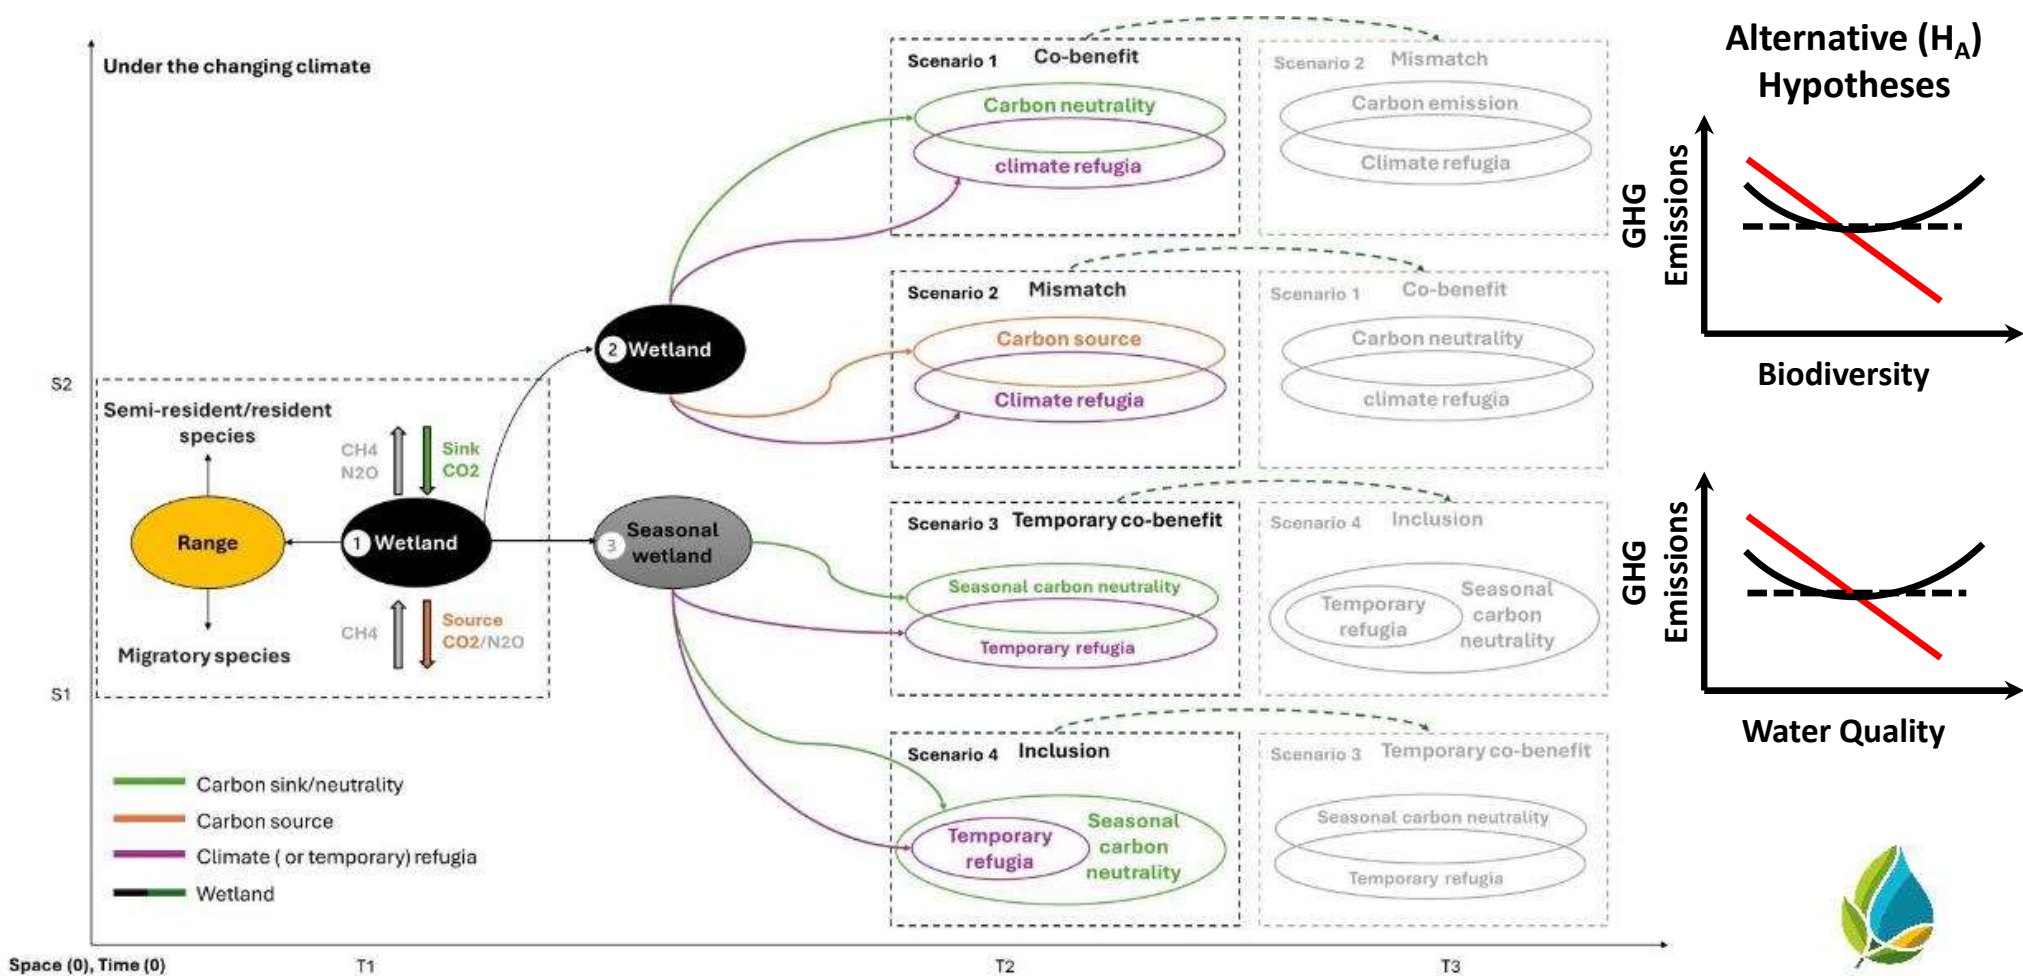 Under the changing climate
S2
S1
Semi-resident/resident
species
Range
Migratory species
CH4
N2O
Sink
CO2
1 Wetland
CH4
Source
CO2/N2O
2 Wetland
3 Seasonal
wetland
Scenario 1 Co-benefit
Carbon neutrality
climate refugia
Scenario 2 Mismatch
Carbon emission
Climate refugia
Scenario 2 Mismatch
Carbon source
Climate refugia
Scenario 1 Co-benefit
Carbon neutrality
climate refugia
Scenario 3 Temporary co-benefit
Seasonal carbon neutrality
Temporary refugia
Scenario 4 Inclusion
Temporary
refugia
Seasonal
carbon
neutrality
Scenario 4 Inclusion
Temporary
refugia
Seasonal
carbon
neutrality
Scenario 3 Temporary co-benefit
Seasonal carbon neutrality
Temporary refugia
Carbon sink/neutrality
Carbon source
Climate ( or temporary) refugia
Wetland
Space (0), Time (0)
T1
T2
T3
Alternative (HA)
Hypotheses
GHG
Emissions
Biodiversity
GHG
Emissions
Water Quality